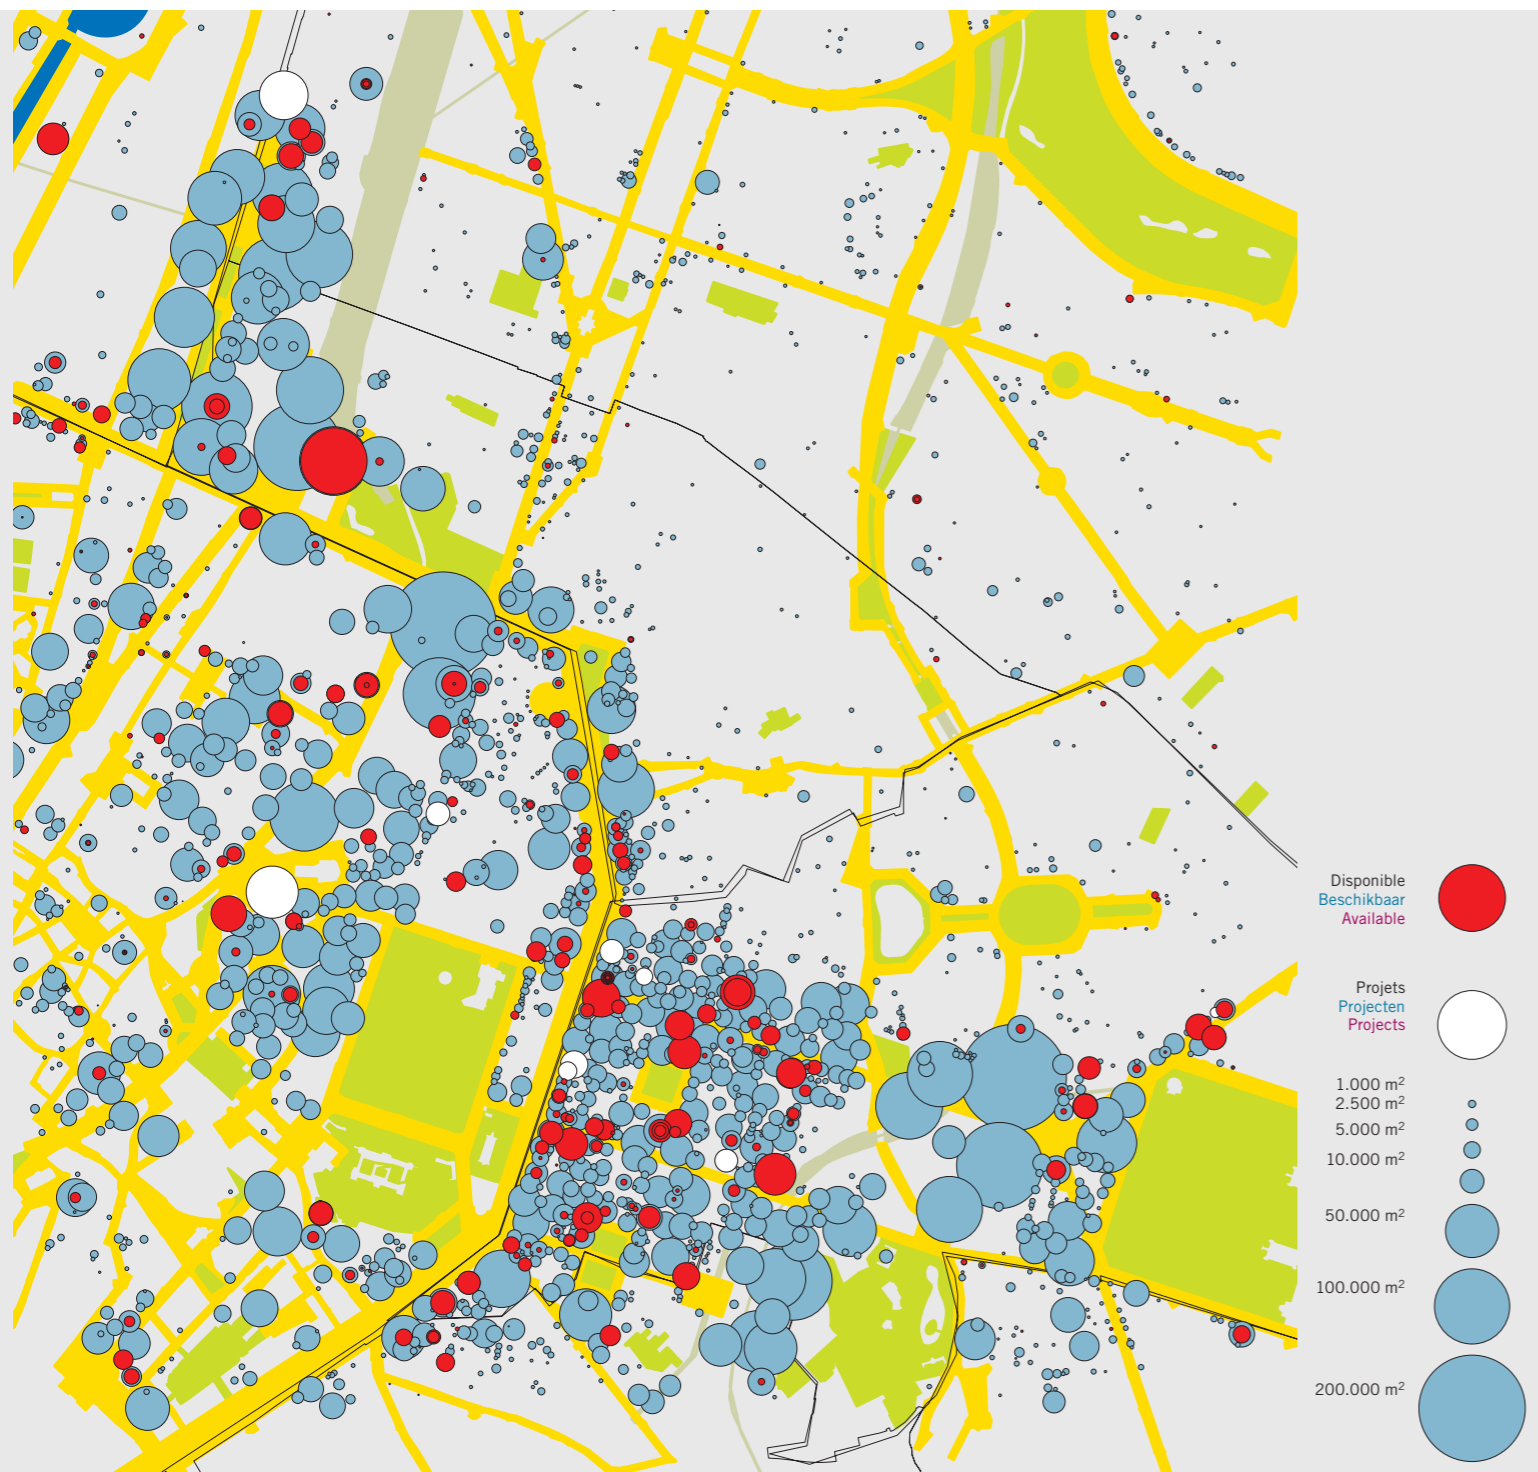 Disponible
Beschikbaar
Available
Projets
Projecten
Projects
1.000 m²
2.500 m²
5.000 m²
10.000 m²
50.000 m²
100.000 m²
200.000 m²